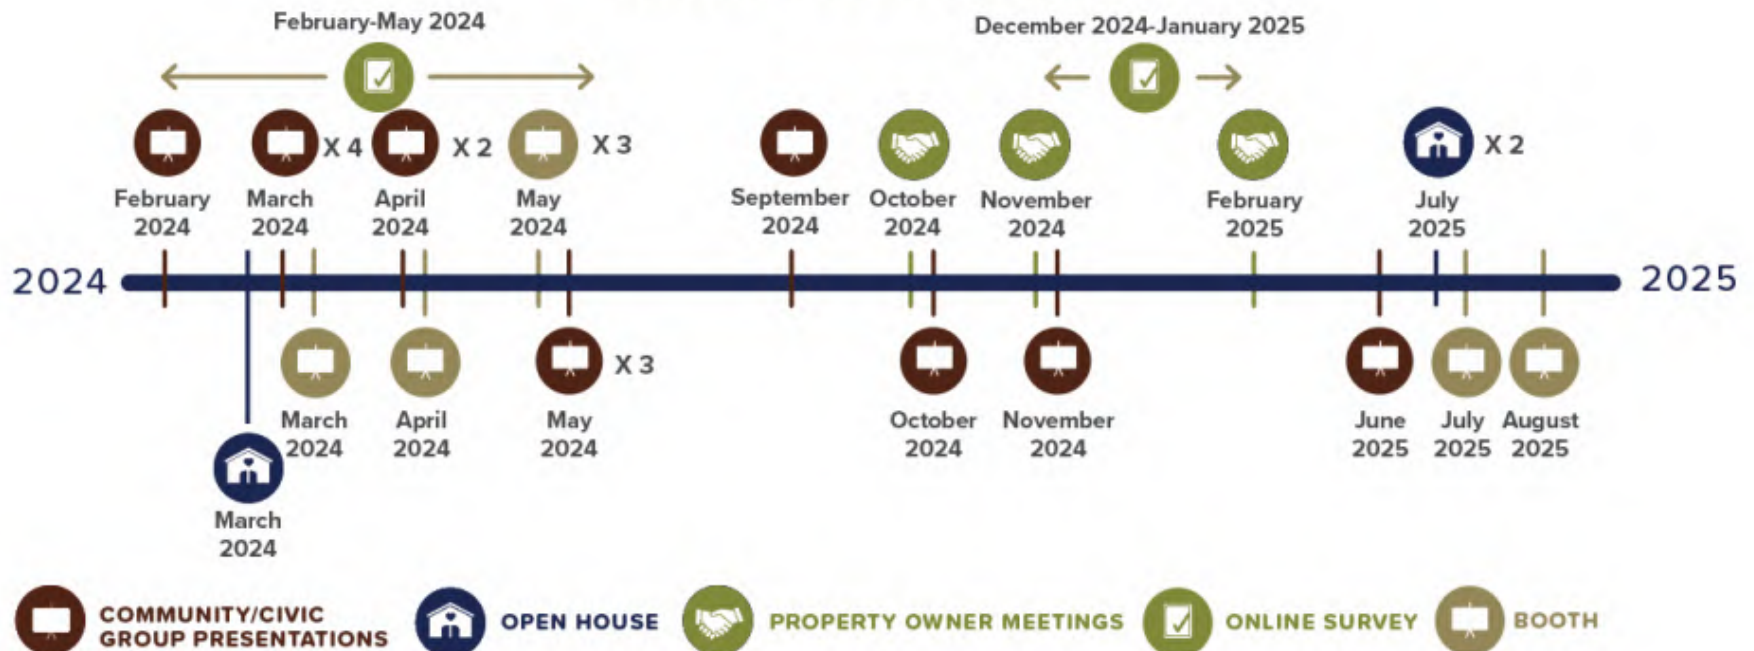 February-May 2024
December 2024-January 2025
X 4
X 2
X 3
X 2
February
2024
March
2024
April
2024
May
2024
September
2024
October
2024
November
2024
February
2025
July
2025
2024
2025
X 3
March
2024
April
2024
May
2024
October
2024
November
2024
June
2025
July
2025
August
2025
March
2024
COMMUNITY/CIVIC
GROUP PRESENTATIONS
OPEN HOUSE
PROPERTY OWNER MEETINGS
ONLINE SURVEY
BOOTH